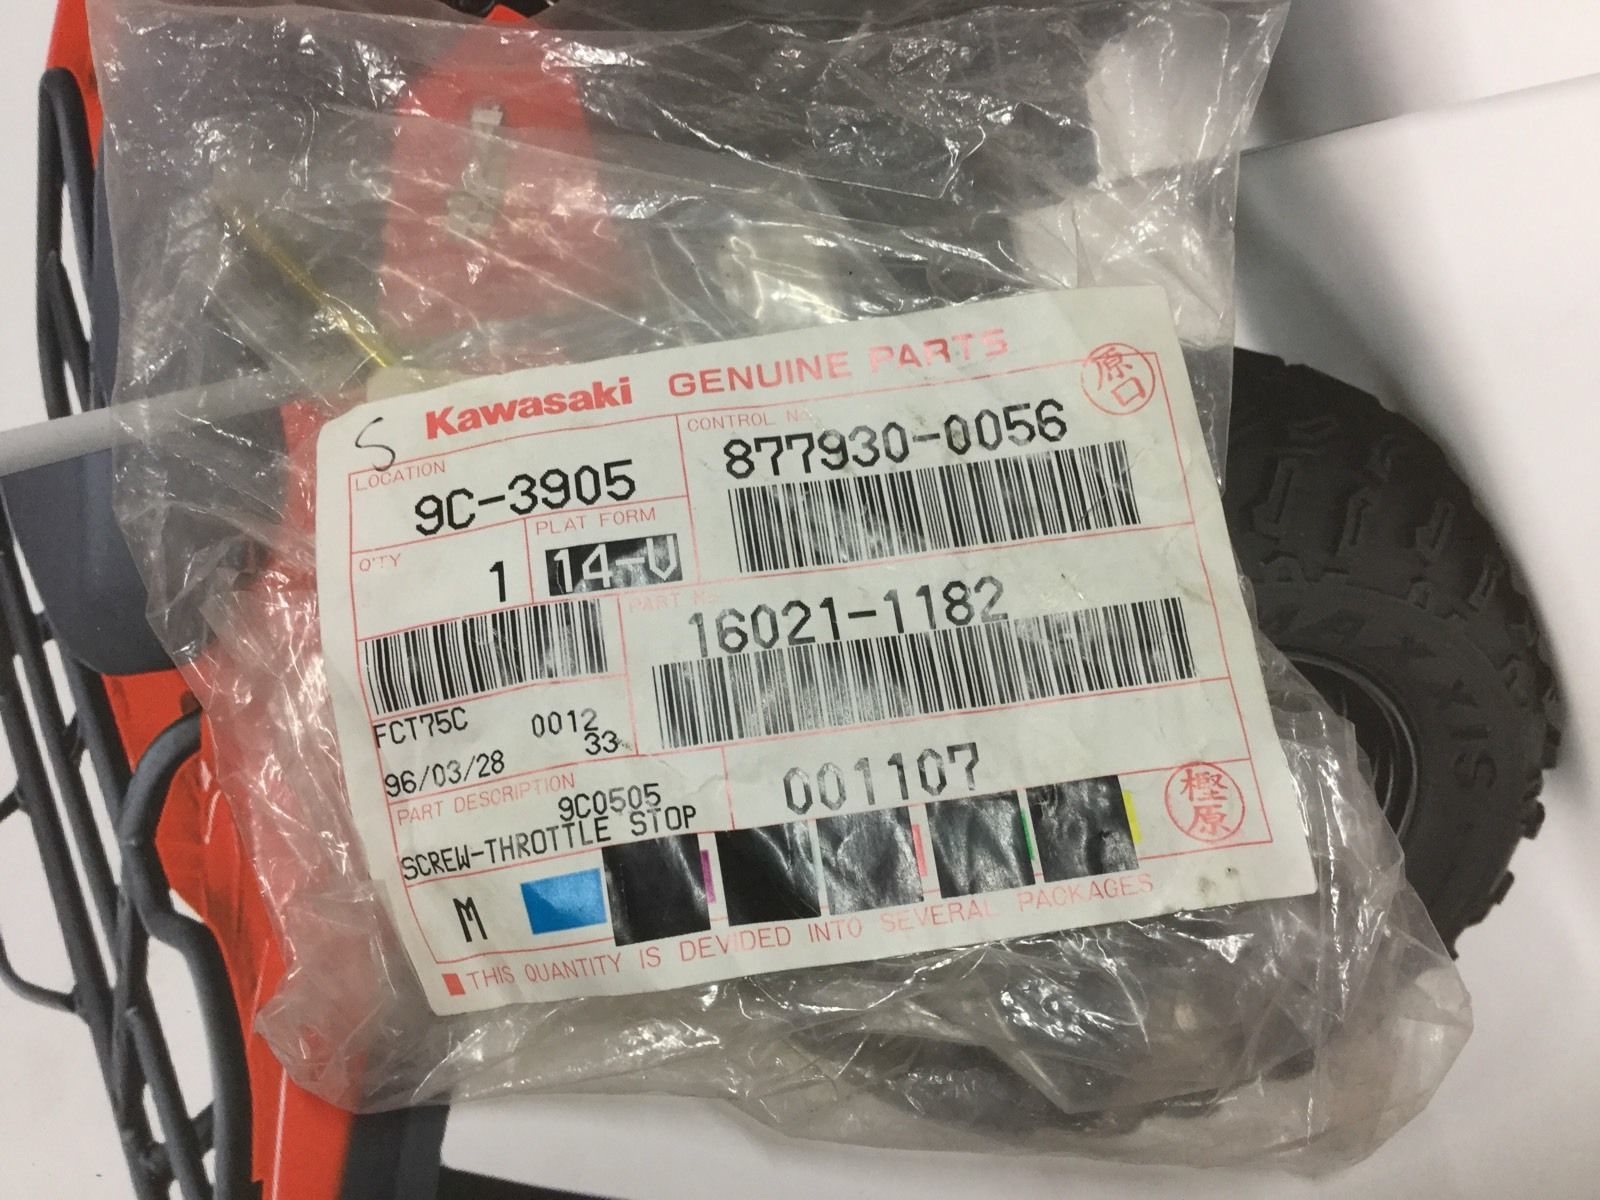 S
Kawasaki GENUINE PARTS
原口
LOCATION
9C-3905
CONTROL No.
877930-0056
Q'TY
1
PLAT FORM
14-V
PART No.
16021-1182
FCT75C 0012
33
96/03/28
PART DESCRIPTION
9C0505
SCREW-THROTTLE STOP
001107
樫原
M
THIS QUANTITY IS DEVIDED INTO SEVERAL PACKAGES
MAXXIS